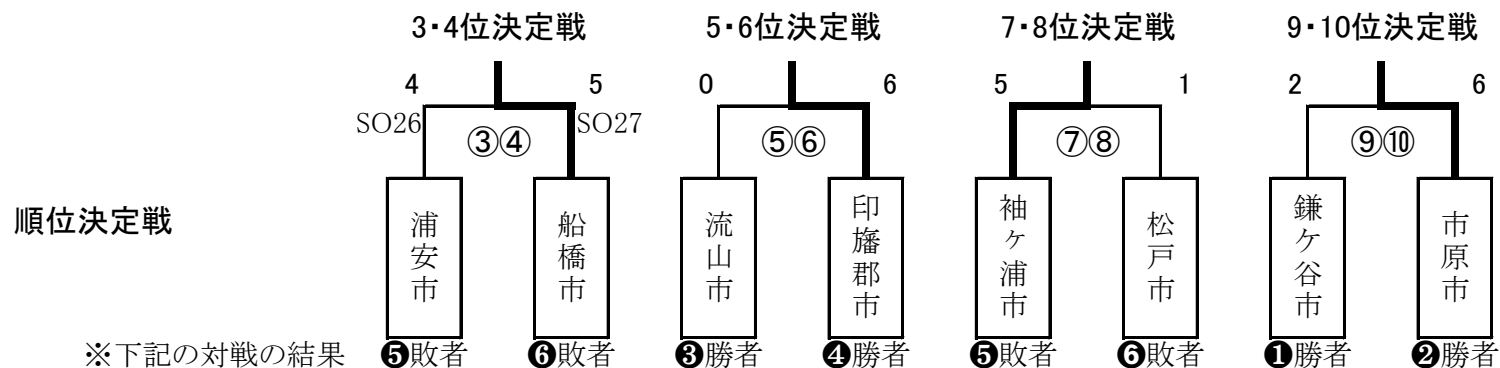 3・4位決定戦 5・6位決定戦 7・8位決定戦 9・10位決定戦
4 5 0 6 5 1 2 6
SO26 SO27
③④ ⑤⑥ ⑦⑧ ⑨⑩
順位決定戦
浦安市 船橋市 流山市 印旛郡市 袖ヶ浦市 松戸市 鎌ケ谷市 市原市
※下記の対戦の結果 ❺敗者 ❻敗者 ❸勝者 ❹勝者 ❺敗者 ❻敗者 ❶勝者 ❷勝者